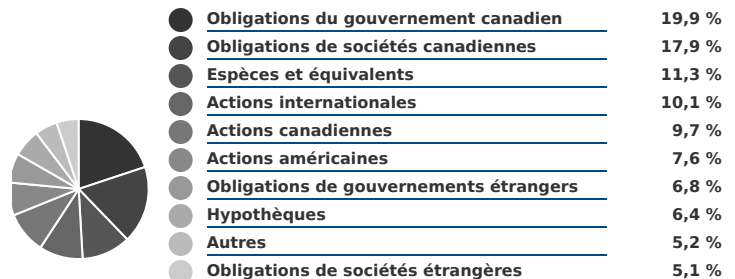 Obligations du gouvernement canadien 19,9 %
Obligations de sociétés canadiennes 17,9 %
Espèces et équivalents 11,3 %
Actions internationales 10,1 %
Actions canadiennes 9,7 %
Actions américaines 7,6 %
Obligations de gouvernements étrangers 6,8 %
Hypothèques 6,4 %
Autres 5,2 %
Obligations de sociétés étrangères 5,1 %